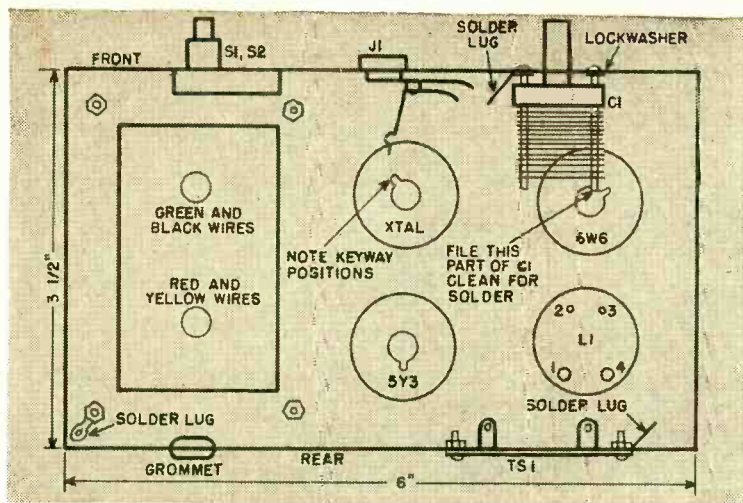 FRONT
S1, S2
J1
SOLDER
LUG
LOCKWASHER
C1
3 1/2"
GREEN AND
BLACK WIRES
RED AND
YELLOW WIRES
XTAL
NOTE KEYWAY
POSITIONS
6W6
FILE THIS
PART OF C1
CLEAN FOR
SOLDER
5Y3
2 3
L1
1 4
SOLDER LUG
SOLDER LUG
GROMMET
REAR
TS1
6"